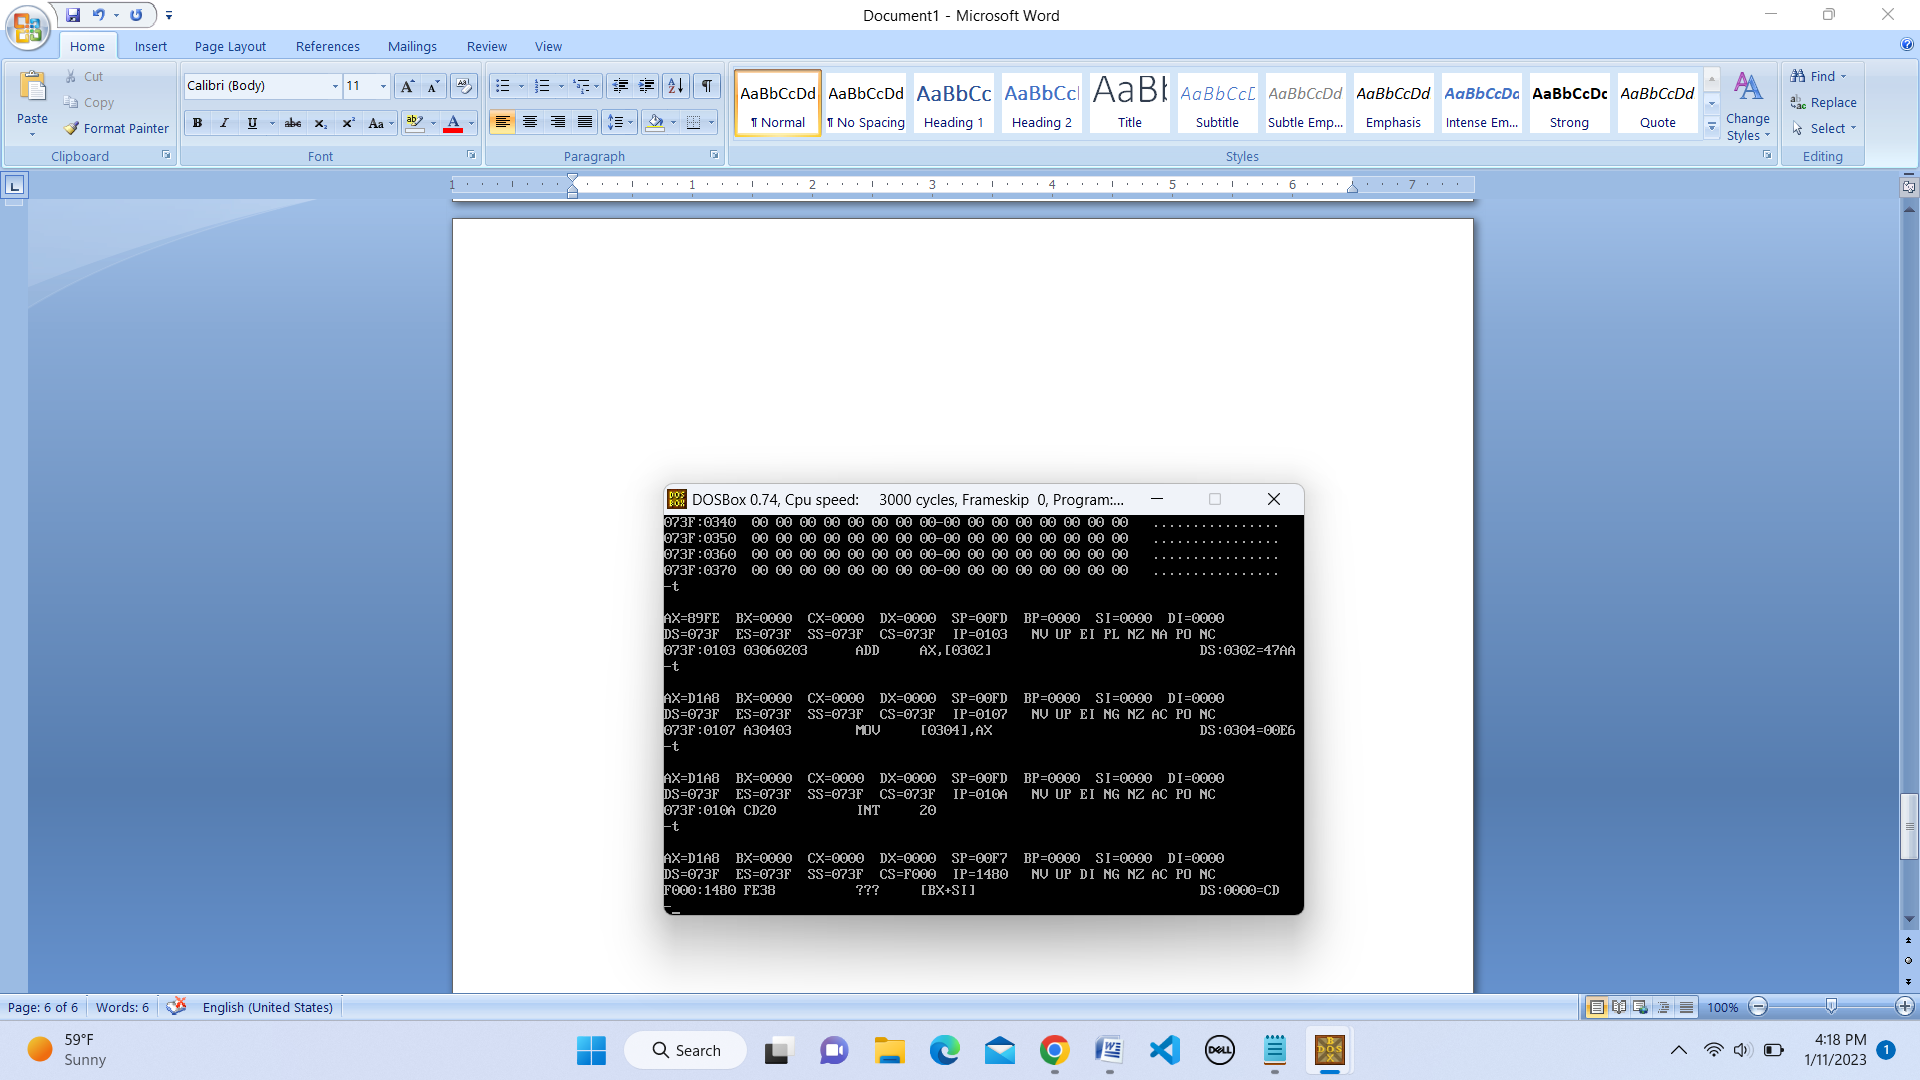 Document1 - Microsoft Word
Home Insert Page Layout References Mailings Review View
Paste
Cut
Copy
Format Painter
Clipboard
Calibri (Body) 11
Font
Paragraph
AaBbCcDd AaBbCcDd AaBbCc AaBbCcI AaBl AaBbCcL AaBbCcDd AaBbCcDd AaBbCcDd AaBbCcDc AaBbCcDd
¶ Normal ¶ No Spacing Heading 1 Heading 2 Title Subtitle Subtle Emp... Emphasis Intense Em... Strong Quote
Change Styles
Styles
Find
Replace
Select
Editing
1 1 2 3 4 5 6 7
DOSBox 0.74, Cpu speed: 3000 cycles, Frameskip 0, Program:...
073F:0340 00 00 00 00 00 00 00 00-00 00 00 00 00 00 00 00 ................
073F:0350 00 00 00 00 00 00 00 00-00 00 00 00 00 00 00 00 ................
073F:0360 00 00 00 00 00 00 00 00-00 00 00 00 00 00 00 00 ................
073F:0370 00 00 00 00 00 00 00 00-00 00 00 00 00 00 00 00 ................
-t
AX=89FE BX=0000 CX=0000 DX=0000 SP=00FD BP=0000 SI=0000 DI=0000
DS=073F ES=073F SS=073F CS=073F IP=0103 NV UP EI PL NZ NA PO NC
073F:0103 03060203 ADD AX,[0302] DS:0302=47AA
-t
AX=D1A8 BX=0000 CX=0000 DX=0000 SP=00FD BP=0000 SI=0000 DI=0000
DS=073F ES=073F SS=073F CS=073F IP=0107 NV UP EI NG NZ AC PO NC
073F:0107 A30403 MOV [0304],AX DS:0304=00E6
-t
AX=D1A8 BX=0000 CX=0000 DX=0000 SP=00FD BP=0000 SI=0000 DI=0000
DS=073F ES=073F SS=073F CS=073F IP=010A NV UP EI NG NZ AC PO NC
073F:010A CD20 INT 20
-t
AX=D1A8 BX=0000 CX=0000 DX=0000 SP=00F7 BP=0000 SI=0000 DI=0000
DS=073F ES=073F SS=073F CS=F000 IP=1480 NV UP DI NG NZ AC PO NC
F000:1480 FE38 ??? [BX+SI] DS:0000=CD
-_
Page: 6 of 6 Words: 6 English (United States) 100%
59°F
Sunny
Search
DELL
4:18 PM
1/11/2023
1